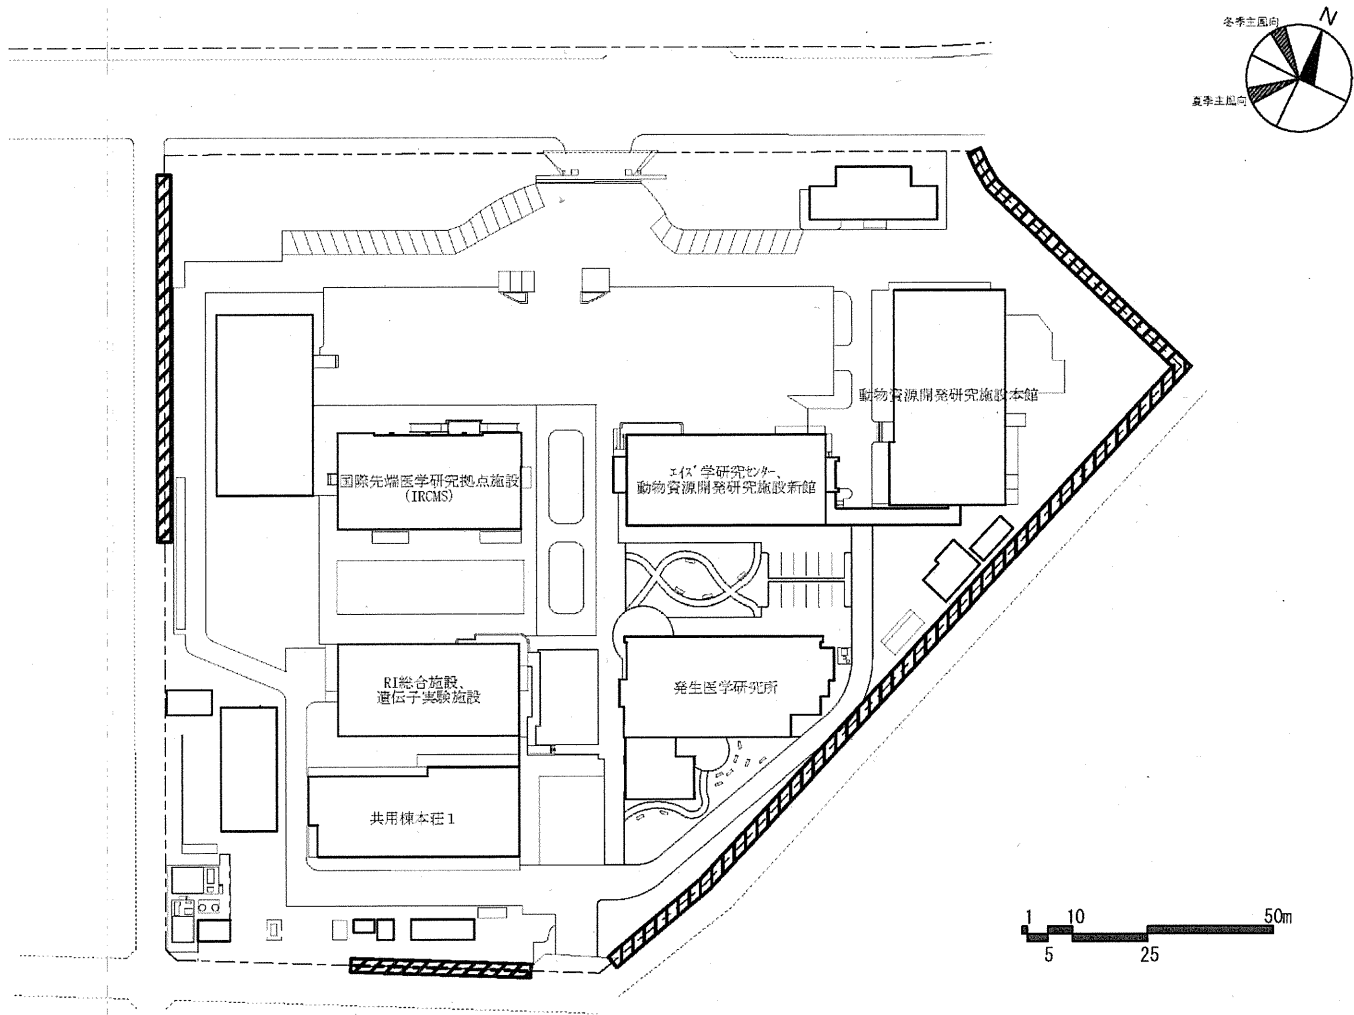 冬季主風向
N
夏季主風向
動物資源開発研究施設本館
国際先端医学研究拠点施設
(IRCMS)
エイズ学研究センター、
動物資源開発研究施設新館
RI総合施設、
遺伝子実験施設
発生医学研究所
共用棟本荘1
1 10 50m
5 25